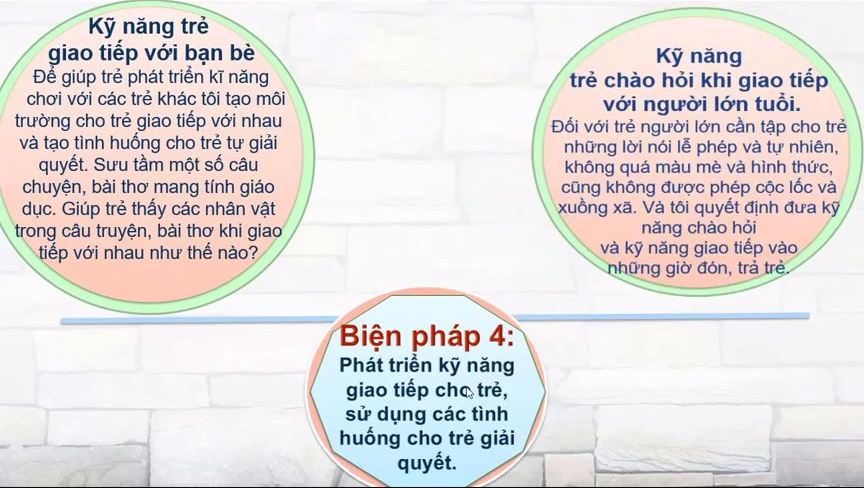 Kỹ năng trẻ
giao tiếp với bạn bè
Để giúp trẻ phát triển kĩ năng
chơi với các trẻ khác tôi tạo môi
trường cho trẻ giao tiếp với nhau
và tạo tình huống cho trẻ tự giải
quyết. Sưu tầm một số câu
chuyện, bài thơ mang tính giáo
dục. Giúp trẻ thấy các nhân vật
trong câu truyện, bài thơ khi giao
tiếp với nhau như thế nào?
Kỹ năng
trẻ chào hỏi khi giao tiếp
với người lớn tuổi.
Đối với trẻ người lớn cần tập cho trẻ
những lời nói lễ phép và tự nhiên,
không quá màu mè và hình thức,
cũng không được phép cộc lốc và
xuồng xã. Và tôi quyết định đưa kỹ
năng chào hỏi
và kỹ năng giao tiếp vào
những giờ đón, trả trẻ.
Biện pháp 4:
Phát triển kỹ năng
giao tiếp cho trẻ,
sử dụng các tình
huống cho trẻ giải
quyết.